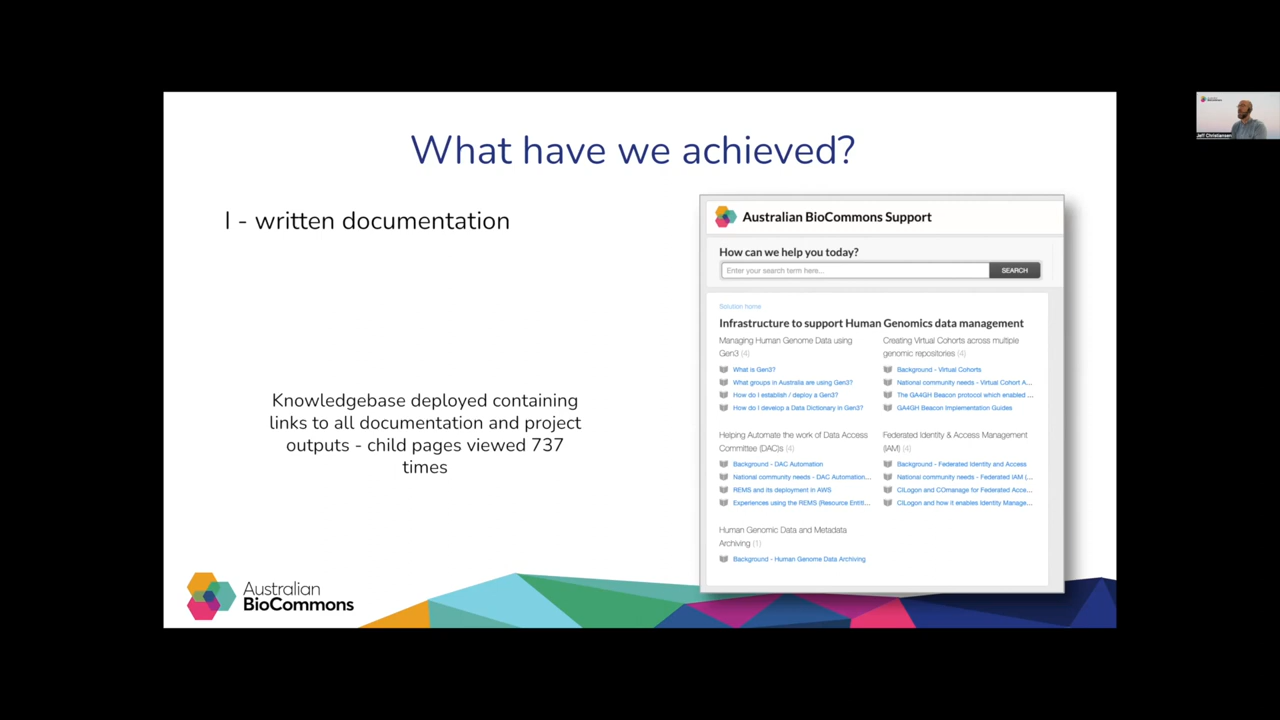 What have we achieved?
I - written documentation
Knowledgebase deployed containing
links to all documentation and project
outputs - child pages viewed 737
times
Australian BioCommons Support
How can we help you today?
Enter your search term here...
SEARCH
Solution home
Infrastructure to support Human Genomics data management
Managing Human Genome Data using
Gen3 (4)
What is Gen3?
What groups in Australia are using Gen3?
How do I establish / deploy a Gen3?
How do I develop a Data Dictionary in Gen3?
Creating Virtual Cohorts across multiple
genomic repositories (4)
Background - Virtual Cohorts
National community needs - Virtual Cohort A...
The GA4GH Beacon protocol which enabled ...
GA4GH Beacon Implementation Guides
Helping Automate the work of Data Access
Committee (DAC)s (4)
Background - DAC Automation
National community needs - DAC Automation...
REMS and its deployment in AWS
Experiences using the REMS (Resource Entit...
Federated Identity & Access Management
(IAM) (4)
Background - Federated Identity and Access
National community needs - Federated IAM (...
CILogon and COmanage for Federated Acce...
CILogon and how it enables Identity Manage...
Human Genomic Data and Metadata
Archiving (1)
Background - Human Genome Data Archiving
Australian
BioCommons
Jeff Christiansen